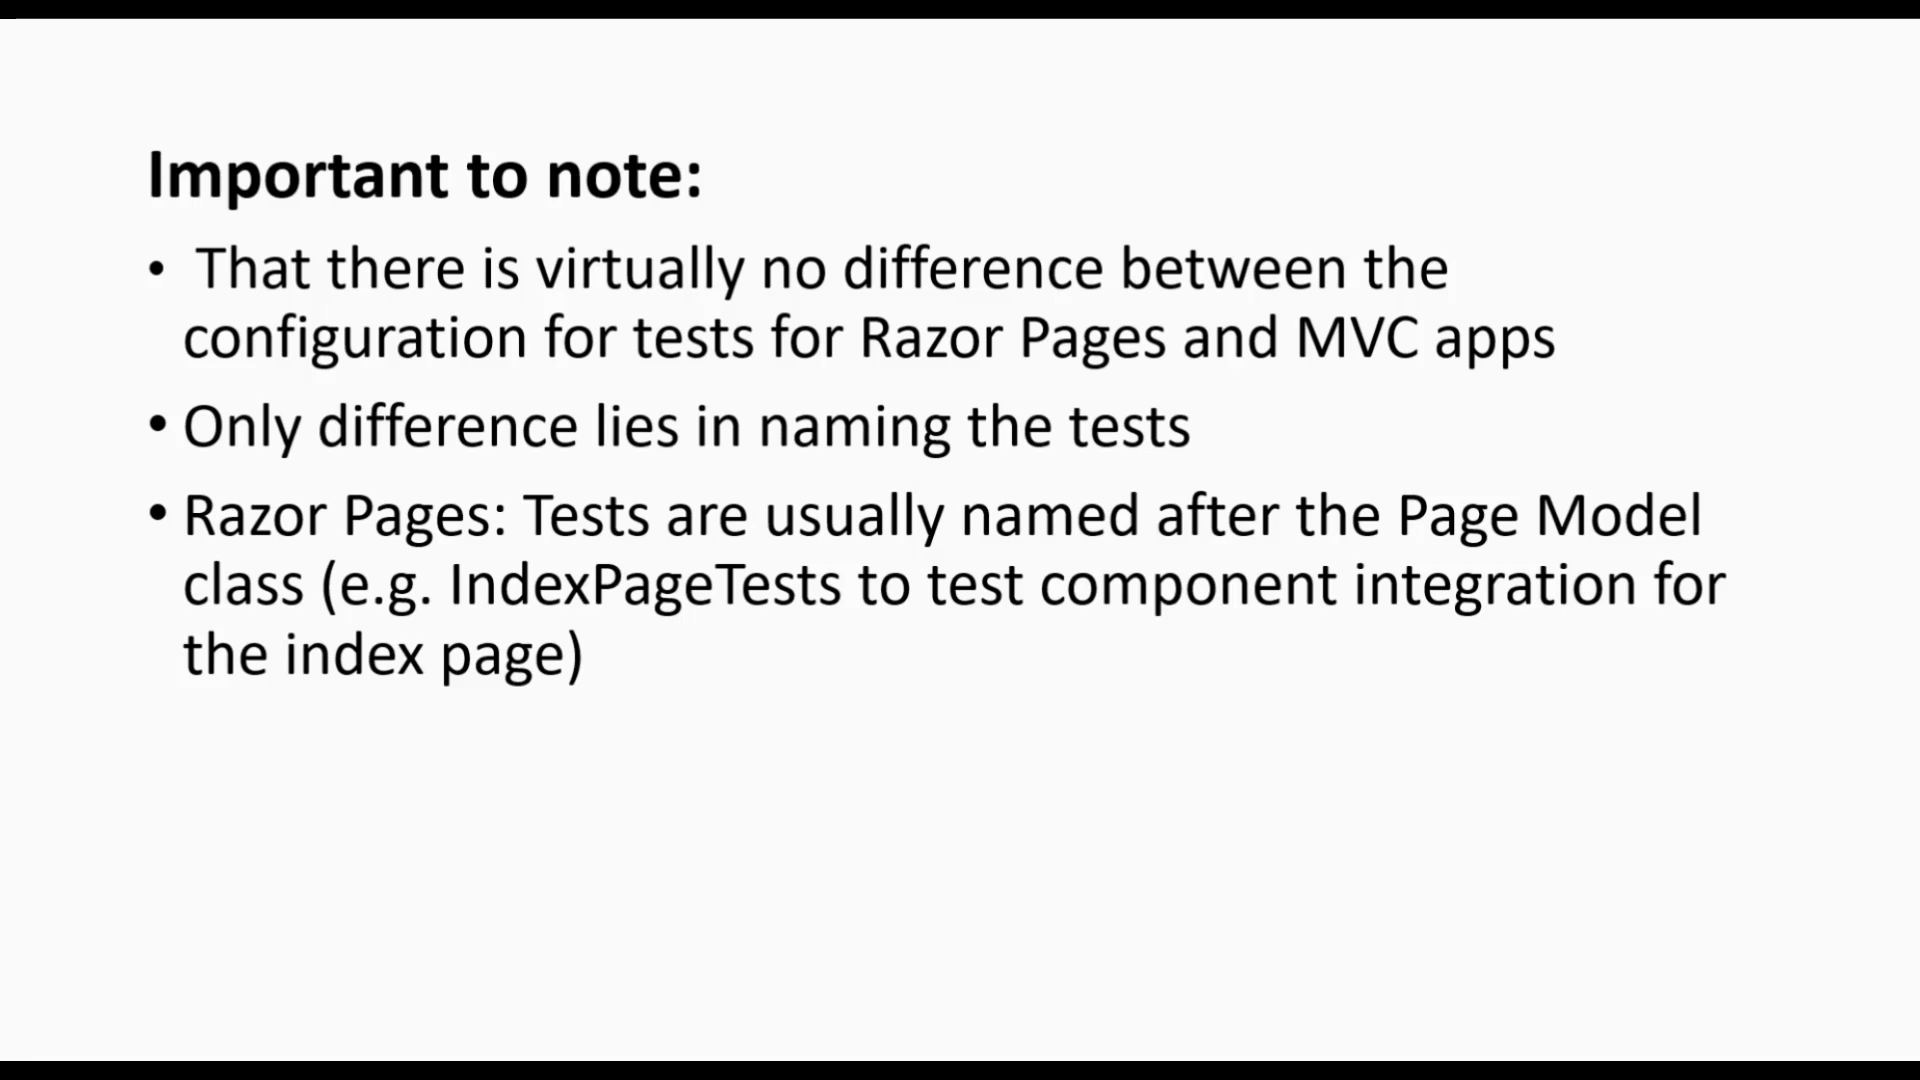 Important to note:
• That there is virtually no difference between the
configuration for tests for Razor Pages and MVC apps
• Only difference lies in naming the tests
• Razor Pages: Tests are usually named after the Page Model
class (e.g. IndexPageTests to test component integration for
the index page)